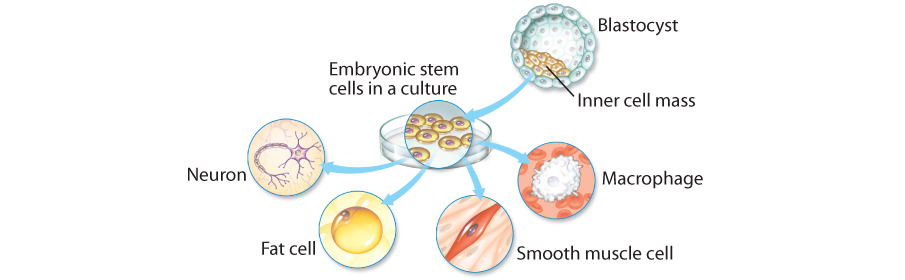 Blastocyst
Embryonic stem
cells in a culture
Inner cell mass
Neuron
Macrophage
Fat cell
Smooth muscle cell